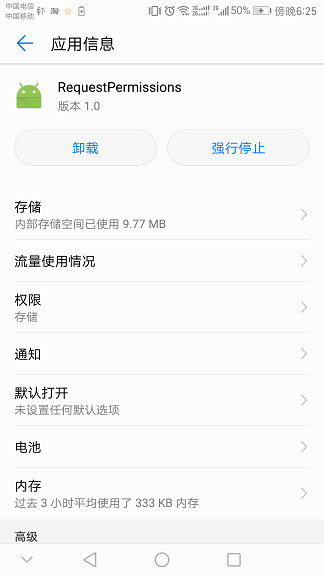 中国电信
中国移动
50%
傍晚6:25
应用信息
RequestPermissions
版本 1.0
卸载
强行停止
存储
内部存储空间已使用 9.77 MB
流量使用情况
权限
存储
通知
默认打开
未设置任何默认选项
电池
内存
过去 3 小时平均使用了 333 KB 内存
高级